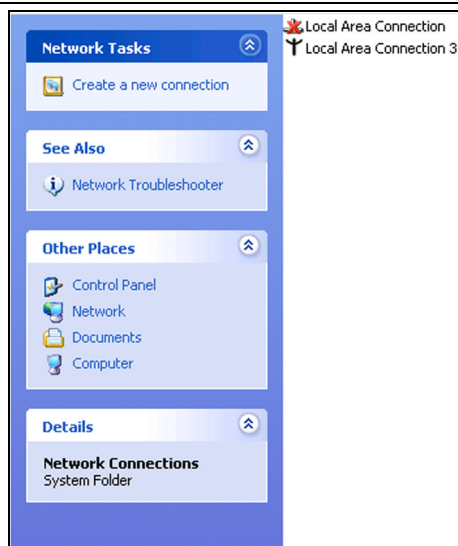 Network Tasks
Create a new connection
See Also
Network Troubleshooter
Other Places
Control Panel
Network
Documents
Computer
Details
Network Connections
System Folder
Local Area Connection
Local Area Connection 3